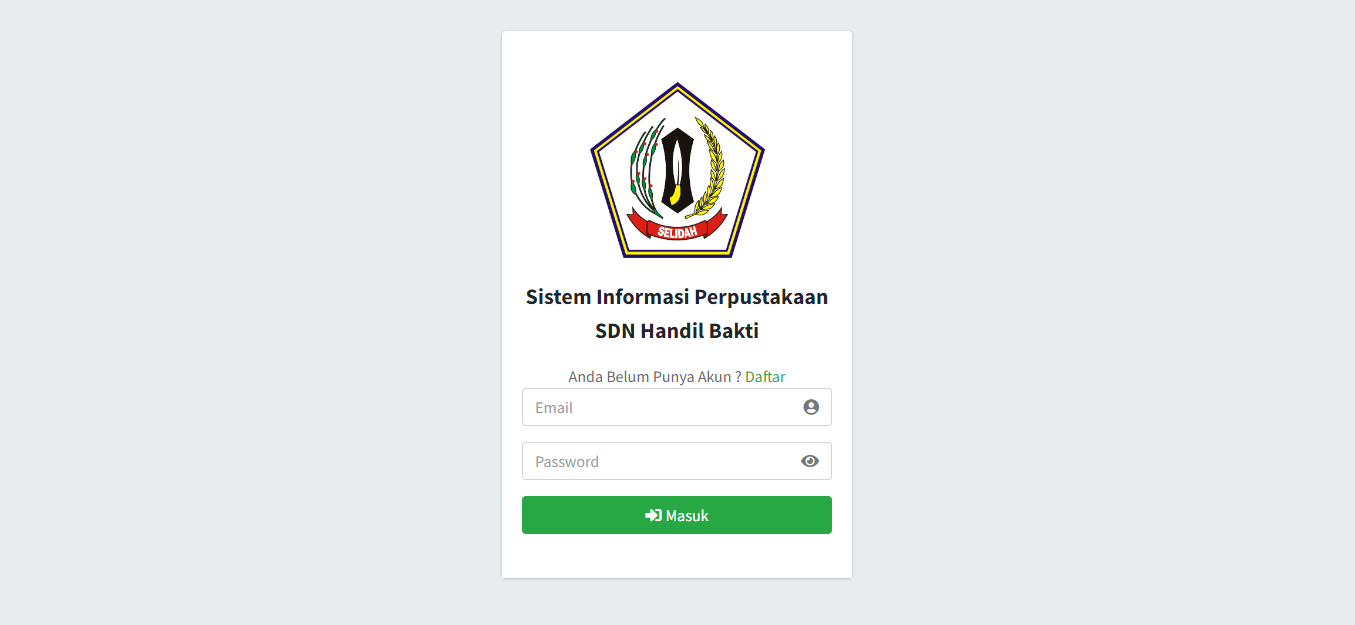 SELIDAH
Sistem Informasi Perpustakaan
SDN Handil Bakti
Anda Belum Punya Akun ? Daftar
Email
Password
Masuk